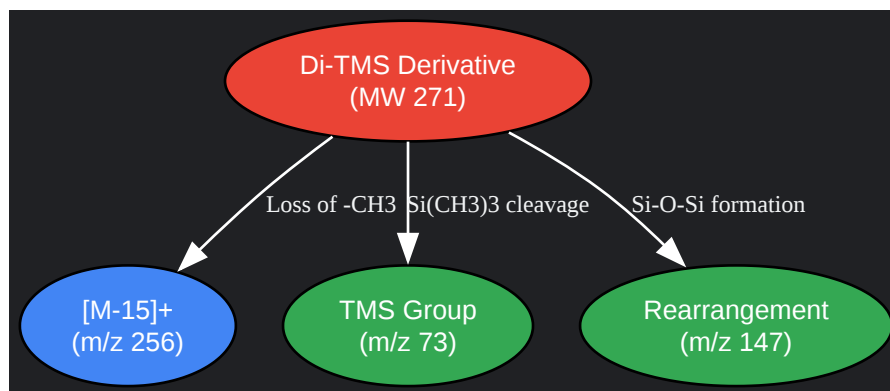 Di-TMS Derivative
(MW 271)
Loss of -CH3
Si(CH3)3 cleavage
Si-O-Si formation
[M-15]+
(m/z 256)
TMS Group
(m/z 73)
Rearrangement
(m/z 147)